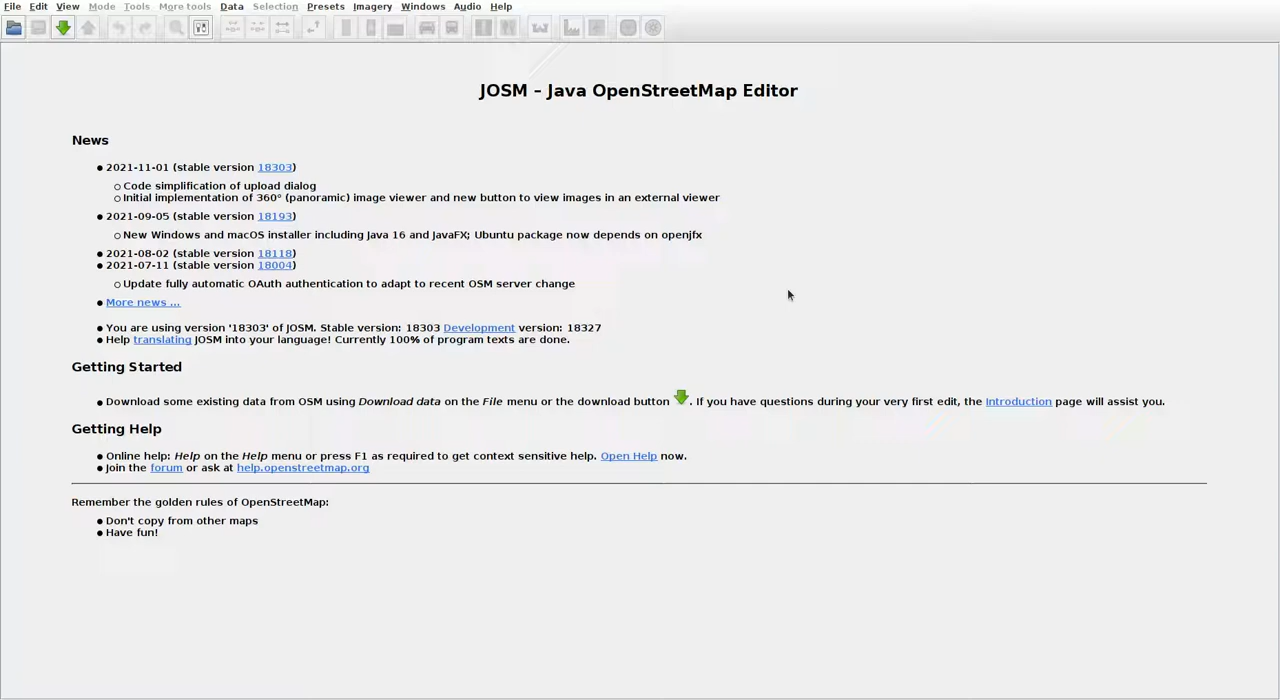 File Edit View Mode Tools More tools Data Selection Presets Imagery Windows Audio Help
JOSM – Java OpenStreetMap Editor
News
2021-11-01 (stable version 18303)
Code simplification of upload dialog
Initial implementation of 360° (panoramic) image viewer and new button to view images in an external viewer
2021-09-05 (stable version 18193)
New Windows and macOS installer including Java 16 and JavaFX; Ubuntu package now depends on openjfx
2021-08-02 (stable version 18118)
2021-07-11 (stable version 18004)
Update fully automatic OAuth authentication to adapt to recent OSM server change
More news ...
You are using version '18303' of JOSM. Stable version: 18303 Development version: 18327
Help translating JOSM into your language! Currently 100% of program texts are done.
Getting Started
Download some existing data from OSM using Download data on the File menu or the download button . If you have questions during your very first edit, the Introduction page will assist you.
Getting Help
Online help: Help on the Help menu or press F1 as required to get context sensitive help. Open Help now.
Join the forum or ask at help.openstreetmap.org
Remember the golden rules of OpenStreetMap:
Don't copy from other maps
Have fun!